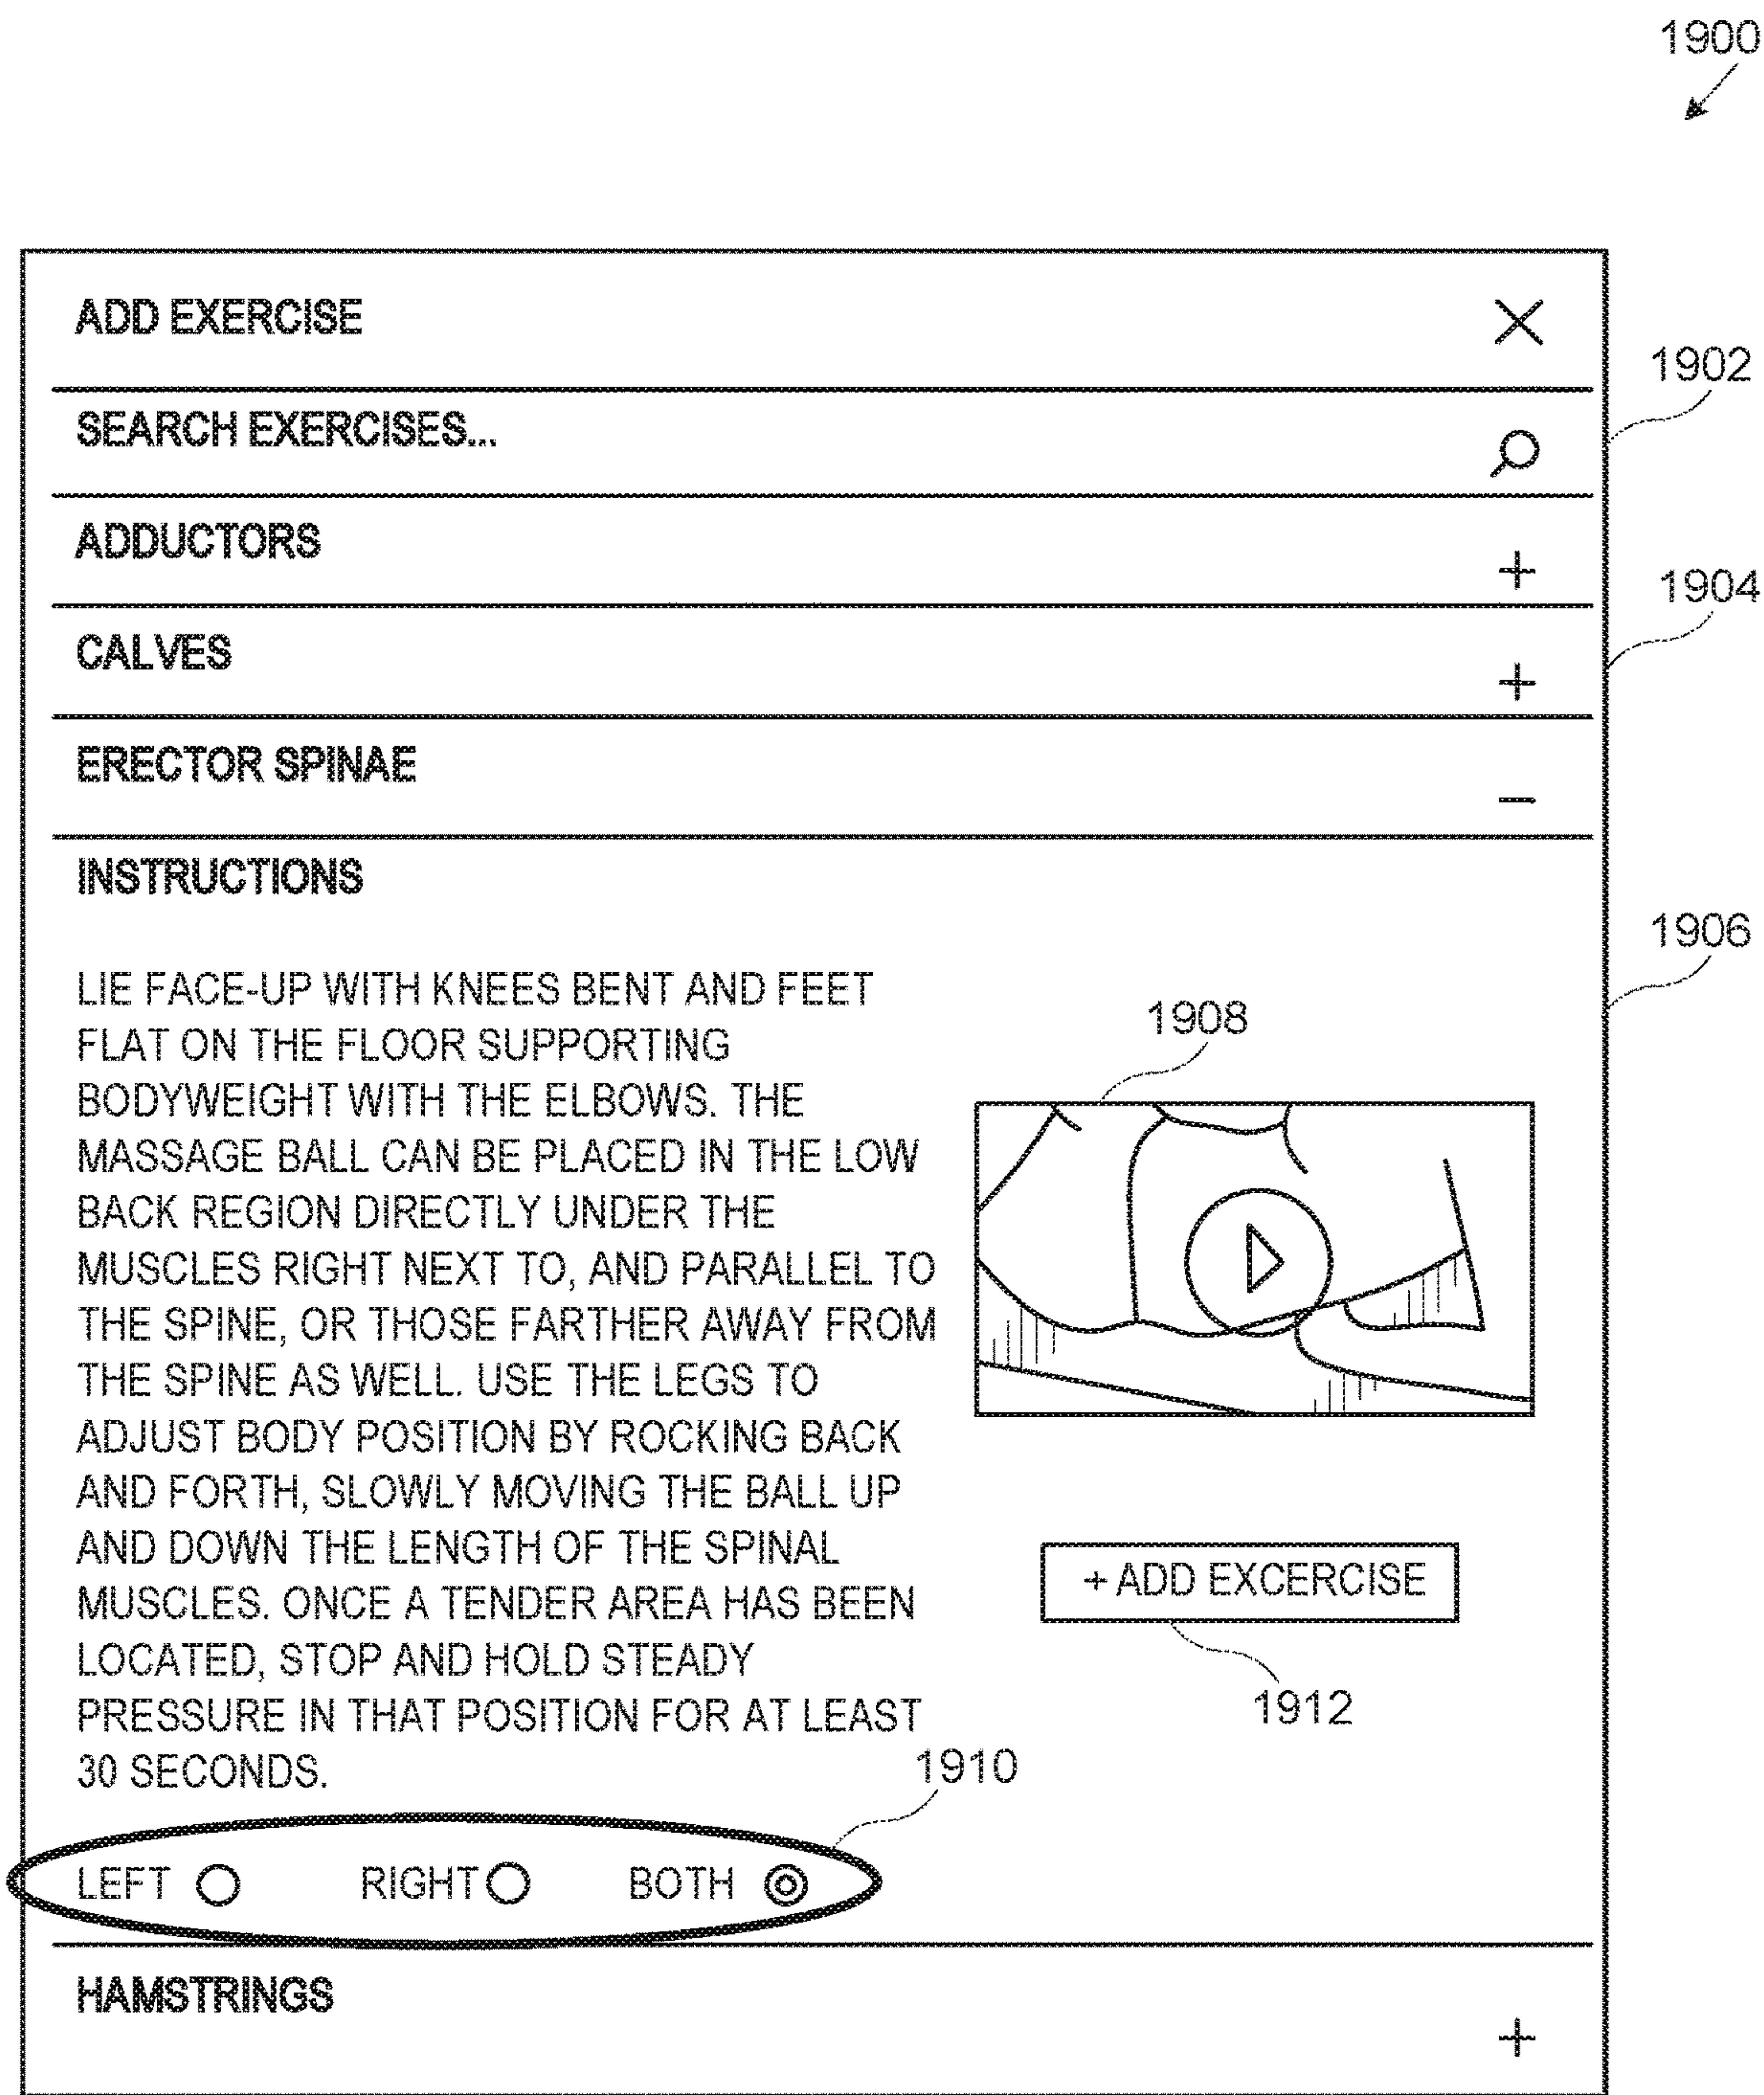 1900
ADD EXERCISE
1902
SEARCH EXERCISES...
ADDUCTORS
+
1904
CALVES
+
ERECTOR SPINAE
−
INSTRUCTIONS
1906
LIE FACE-UP WITH KNEES BENT AND FEET
FLAT ON THE FLOOR SUPPORTING
BODYWEIGHT WITH THE ELBOWS. THE
MASSAGE BALL CAN BE PLACED IN THE LOW
BACK REGION DIRECTLY UNDER THE
MUSCLES RIGHT NEXT TO, AND PARALLEL TO
THE SPINE, OR THOSE FARTHER AWAY FROM
THE SPINE AS WELL. USE THE LEGS TO
ADJUST BODY POSITION BY ROCKING BACK
AND FORTH, SLOWLY MOVING THE BALL UP
AND DOWN THE LENGTH OF THE SPINAL
MUSCLES. ONCE A TENDER AREA HAS BEEN
LOCATED, STOP AND HOLD STEADY
PRESSURE IN THAT POSITION FOR AT LEAST
30 SECONDS.
1908
+ ADD EXCERCISE
1912
1910
LEFT RIGHT BOTH
HAMSTRINGS
+